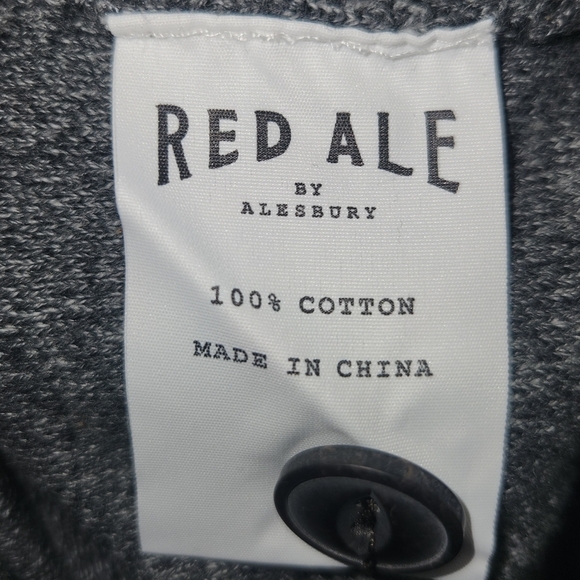 RED ALE
BY
ALESBURY
100% COTTON
MADE IN CHINA